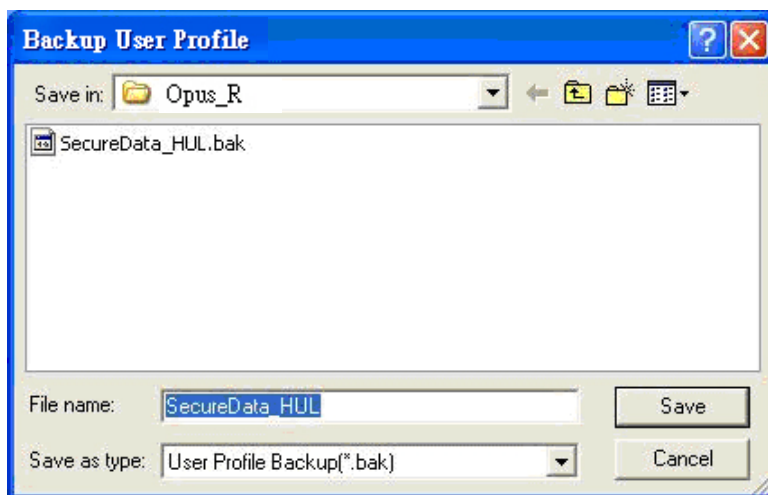 Backup User Profile
Save in: Opus_R
SecureData_HUL.bak
File name: SecureData_HUL Save
Save as type: User Profile Backup(*.bak) Cancel